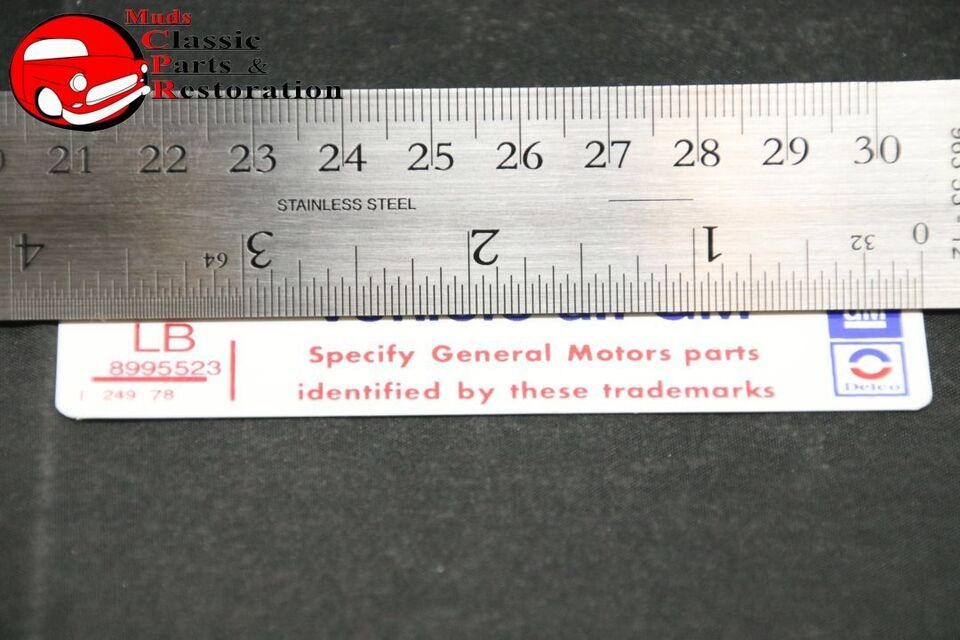 Muds
Classic
Parts &
Restoration
21 22 23 24 25 26 27 28 29 30
STAINLESS STEEL
4 64 3 2 1 32 0
GM
LB
8995523
249 78
Specify General Motors parts
identified by these trademarks
Delco